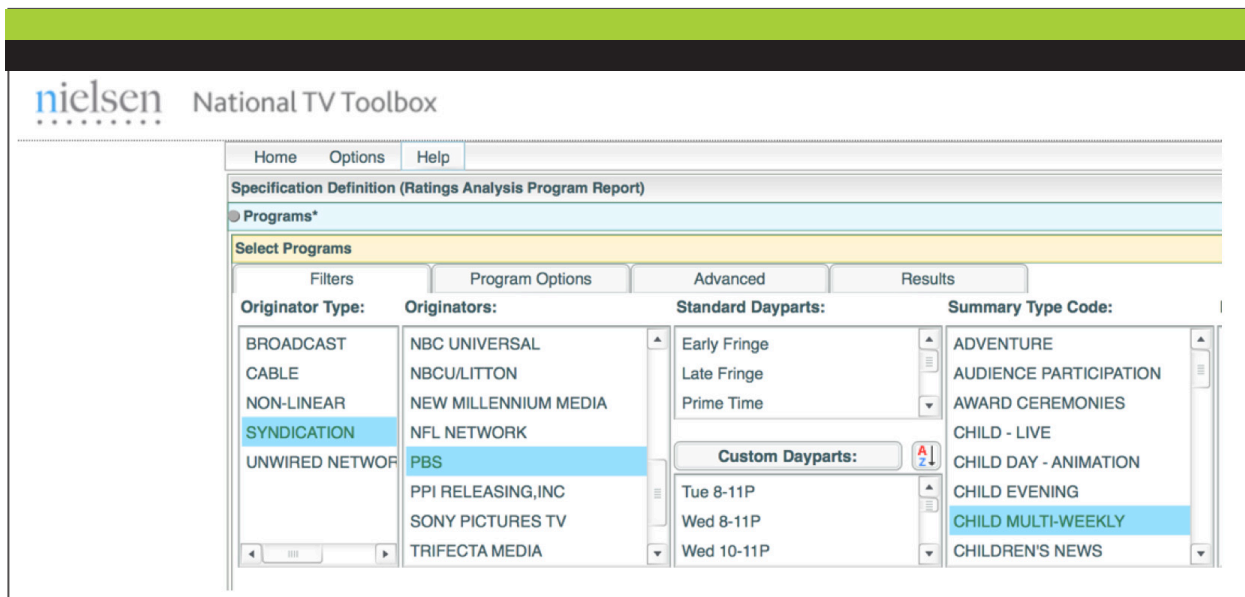 nielsen National TV Toolbox
Home Options Help
Specification Definition (Ratings Analysis Program Report)
Programs*
Select Programs
Filters Program Options Advanced Results
Originator Type: Originators: Standard Dayparts: Summary Type Code:
BROADCAST
CABLE
NON-LINEAR
SYNDICATION
UNWIRED NETWOR
NBC UNIVERSAL
NBCU/LITTON
NEW MILLENNIUM MEDIA
NFL NETWORK
PBS
PPI RELEASING,INC
SONY PICTURES TV
TRIFECTA MEDIA
Early Fringe
Late Fringe
Prime Time
Custom Dayparts:
A
Z
Tue 8-11P
Wed 8-11P
Wed 10-11P
ADVENTURE
AUDIENCE PARTICIPATION
AWARD CEREMONIES
CHILD - LIVE
CHILD DAY - ANIMATION
CHILD EVENING
CHILD MULTI-WEEKLY
CHILDREN'S NEWS